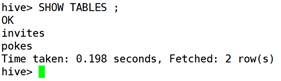 hive> SHOW TABLES ;
OK
invites
pokes
Time taken: 0.198 seconds, Fetched: 2 row(s)
hive>